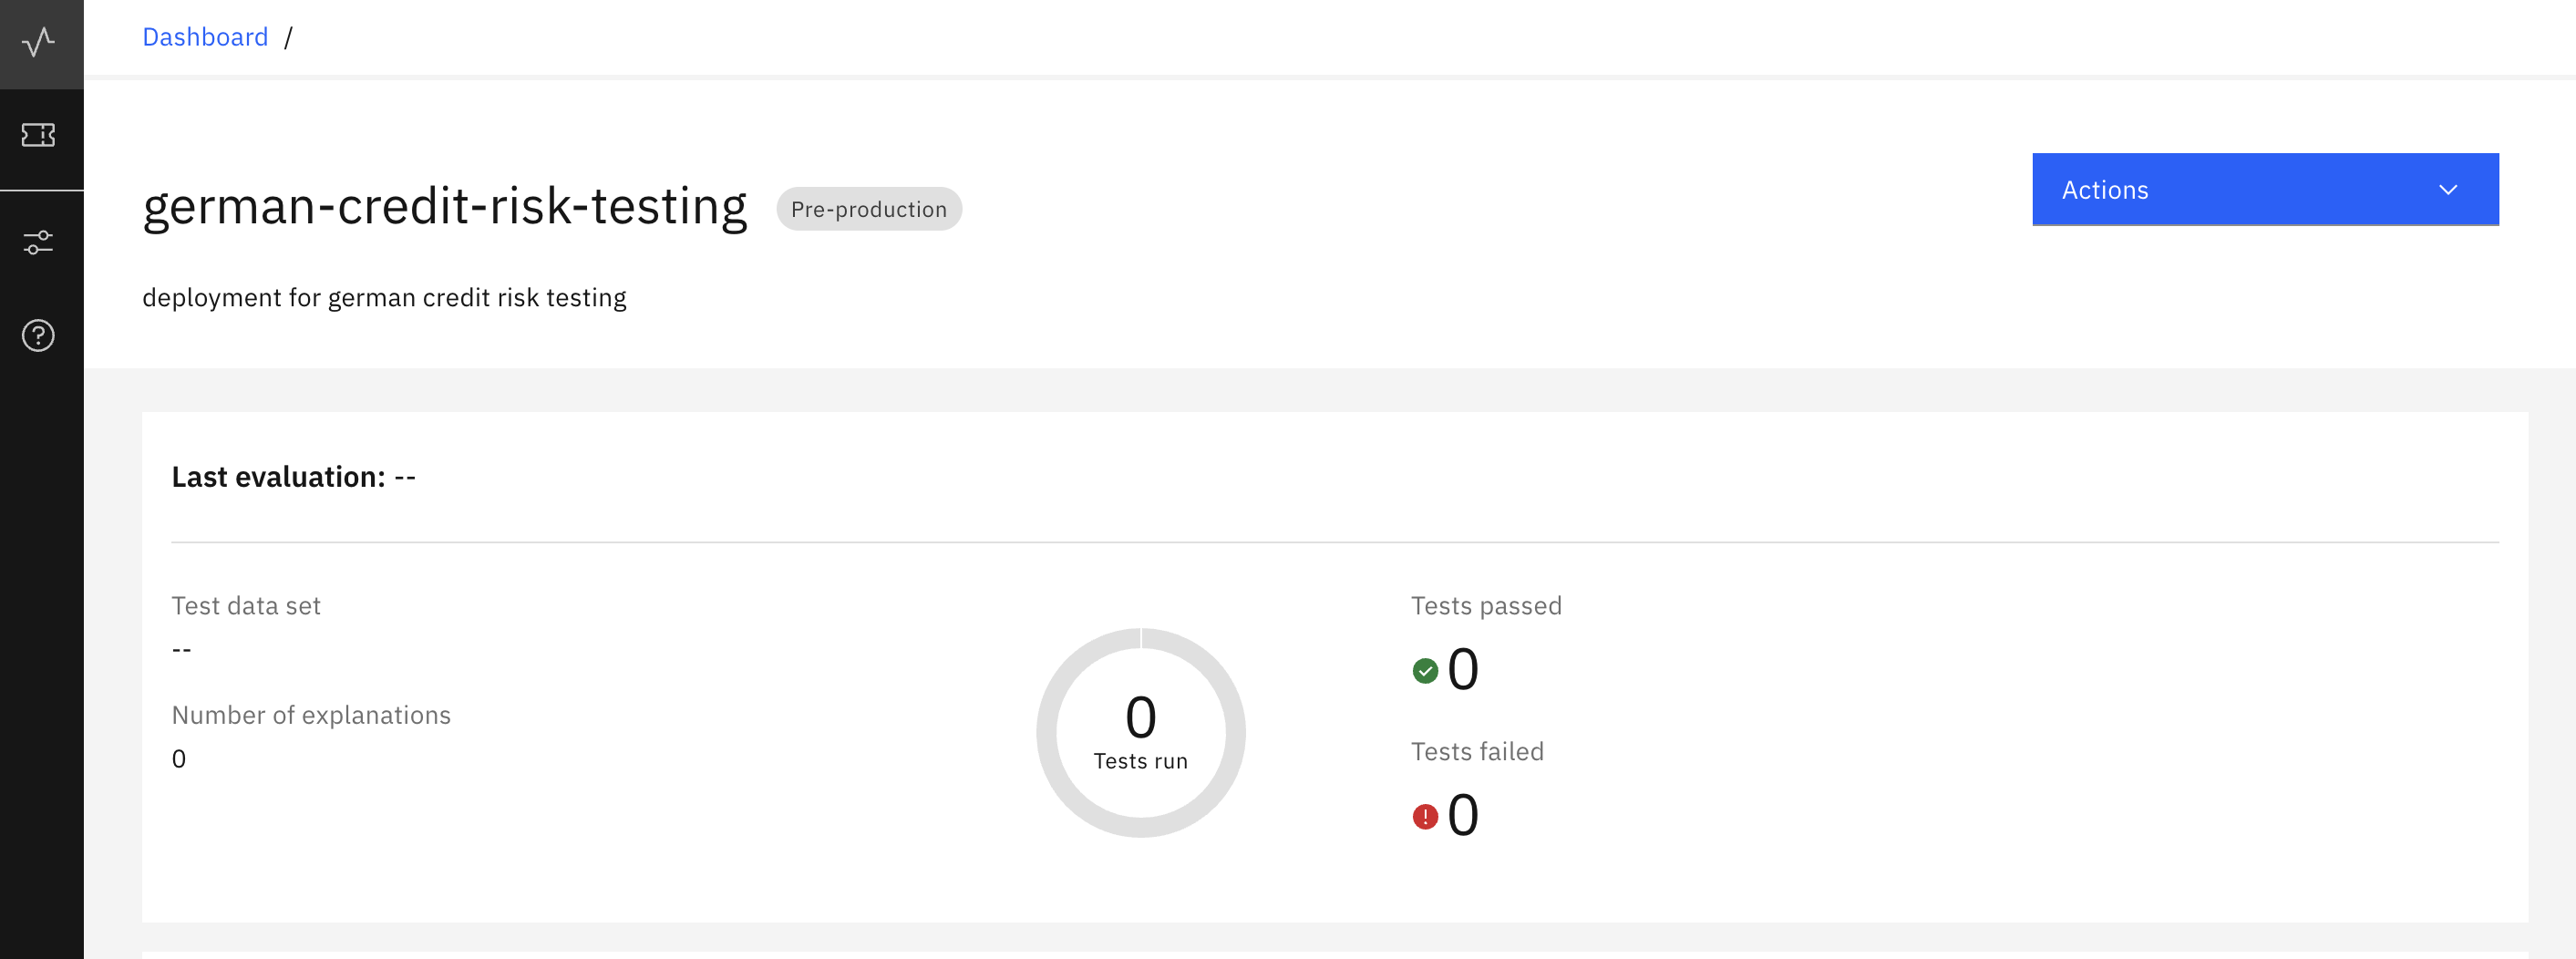 Dashboard /
german-credit-risk-testing Pre-production
Actions
deployment for german credit risk testing
Last evaluation: --
Test data set
--
Number of explanations
0
0
Tests run
Tests passed
0
Tests failed
0